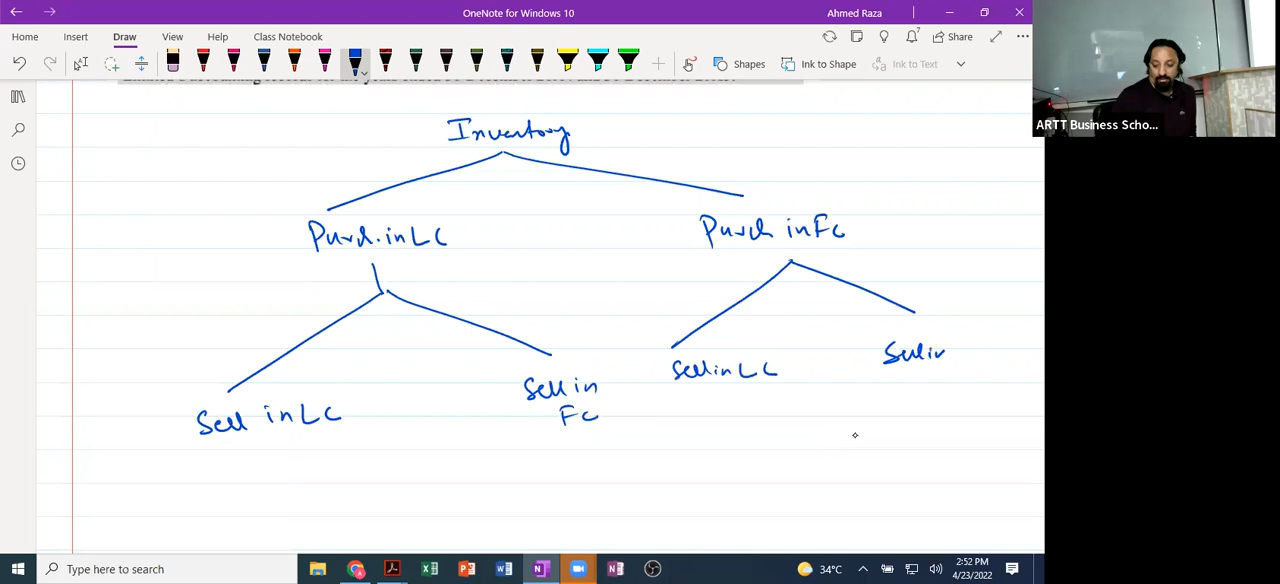 OneNote for Windows 10
Ahmed Raza
Home Insert Draw View Help Class Notebook
Share
Shapes Ink to Shape Ink to Text
ARTT Business Scho...
Inventory
Purch. in LC
Purch in Fc
Sell in LC
Sell in
Fc
Sell in LC
Sell in
Type here to search
34°C
2:52 PM
4/23/2022